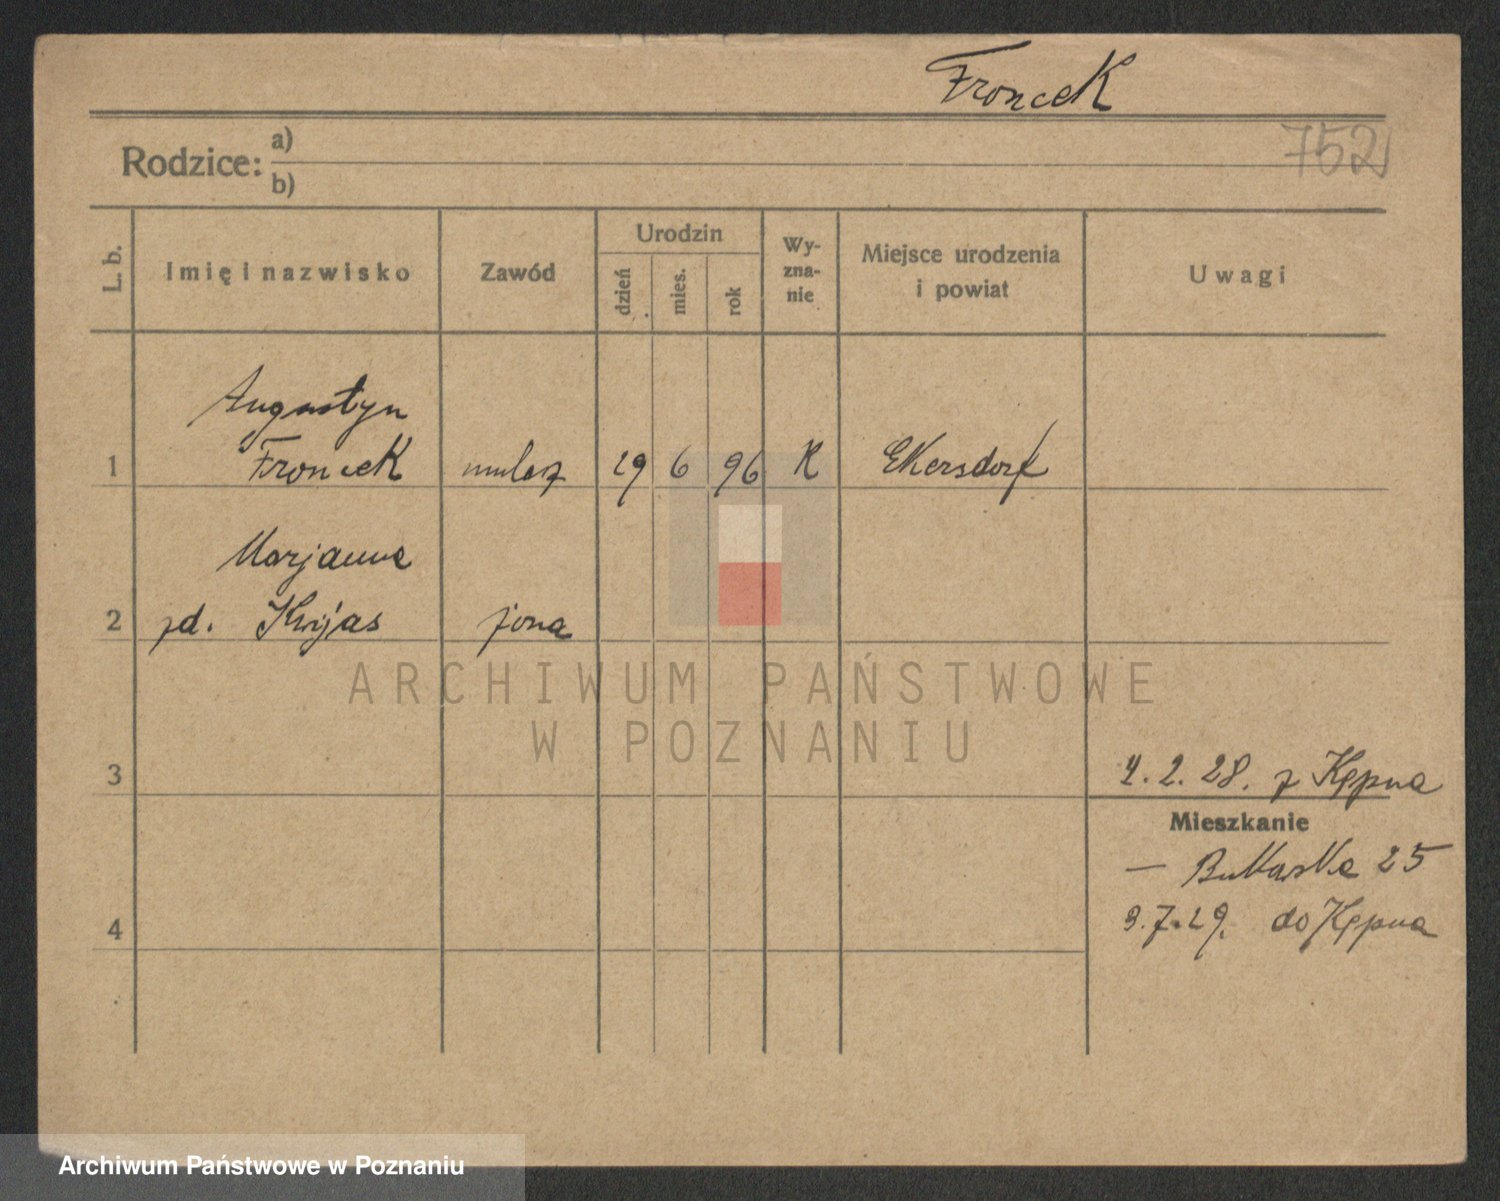 Froncek
752
Rodzice: a)
b)
L. b.
Imię i nazwisko
Zawód
Urodzin
dzień
mies.
rok
Wy-
zna-
nie
Miejsce urodzenia
i powiat
Uwagi
Augustyn
1 Froncek mularz 29 6 96 K Ekersdorf
Marjanna
2 zd. Kwjas żona
ARCHIWUM PAŃSTWOWE
W POZNANIU
3 4.2.28. z Kępna
Mieszkanie
— Bukarska 25
4 3.7.29. do Kępna
Archiwum Państwowe w Poznaniu